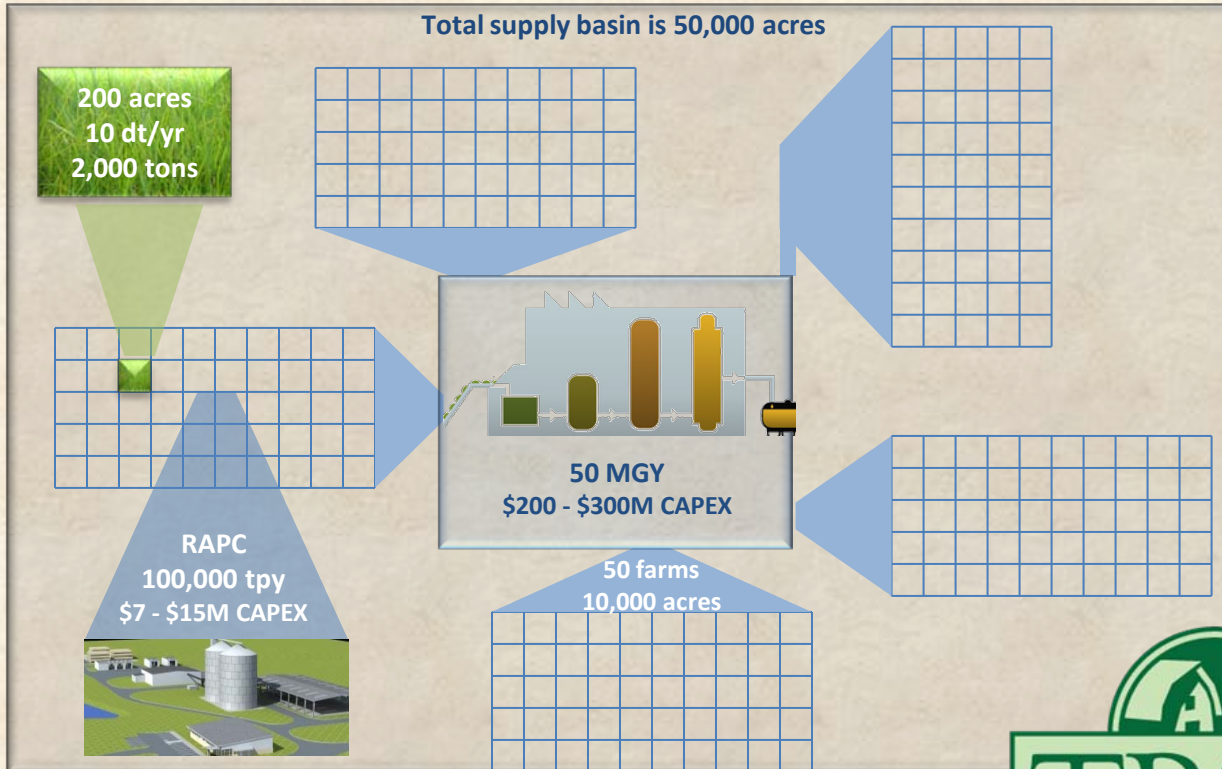 Total supply basin is 50,000 acres
200 acres
10 dt/yr
2,000 tons
50 MGY
$200 - $300M CAPEX
RAPC
100,000 tpy
$7 - $15M CAPEX
50 farms
10,000 acres